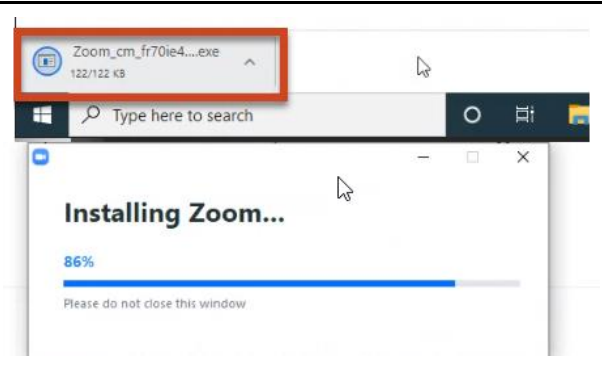 Zoom_cm_fr70ie4....exe
122/122 KB
Type here to search
Installing Zoom...
86%
Please do not close this window